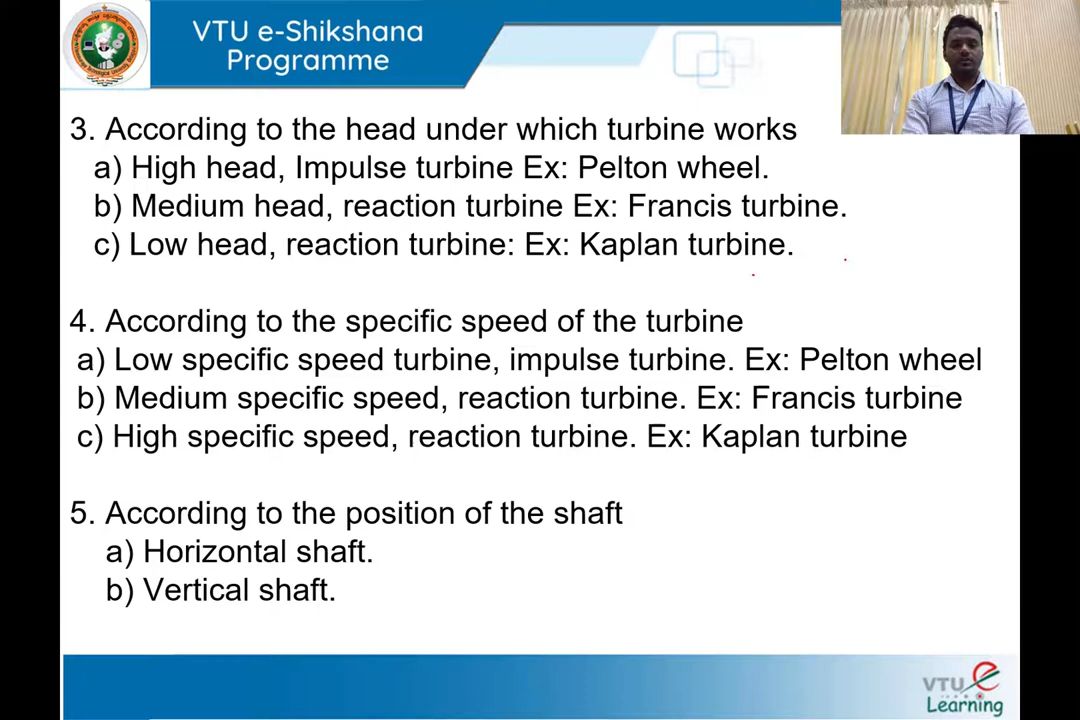 VTU e-Shikshana
Programme
3. According to the head under which turbine works
a) High head, Impulse turbine Ex: Pelton wheel.
b) Medium head, reaction turbine Ex: Francis turbine.
c) Low head, reaction turbine: Ex: Kaplan turbine.
4. According to the specific speed of the turbine
a) Low specific speed turbine, impulse turbine. Ex: Pelton wheel
b) Medium specific speed, reaction turbine. Ex: Francis turbine
c) High specific speed, reaction turbine. Ex: Kaplan turbine
5. According to the position of the shaft
a) Horizontal shaft.
b) Vertical shaft.
VTU e
Learning